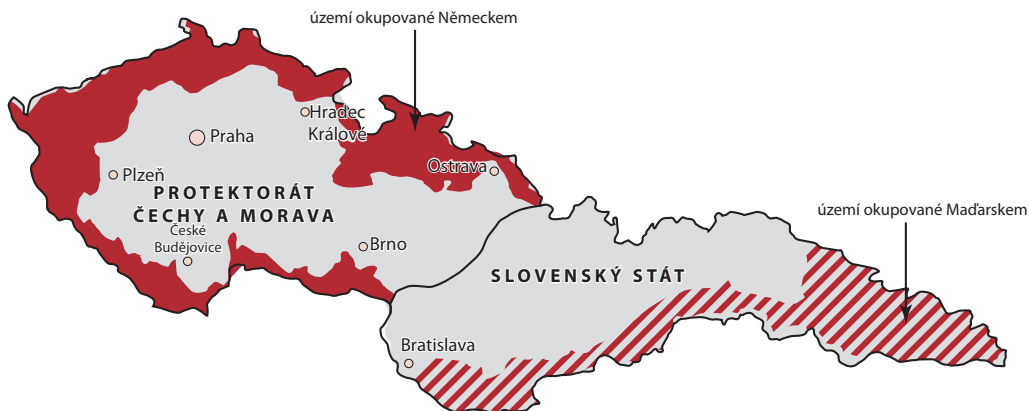 území okupované Německem
Hradec
Králové
Praha
Ostrava
Plzeň
PROTEKTORÁT
ČECHY A MORAVA
České
Budějovice
Brno
území okupované Maďarskem
SLOVENSKÝ STÁT
Bratislava